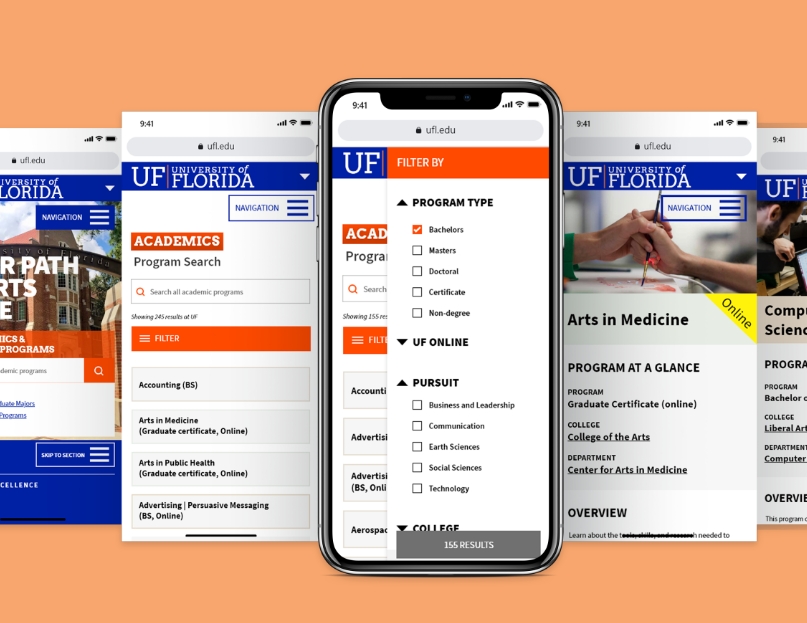 ufl.edu
IVERSITY of
LORIDA
NAVIGATION
R PATH
RTS
E
MICS &
PROGRAMS
demic programs
uate Majors
Programs
SKIP TO SECTION
CELLENCE
9:41
ufl.edu
UF UNIVERSITY of
FLORIDA
NAVIGATION
ACADEMICS
Program Search
Search all academic programs
Showing 245 results at UF
FILTER
Accounting (BS)
Arts in Medicine
(Graduate certificate, Online)
Arts in Public Health
(Graduate certificate, Online)
Advertising | Persuasive Messaging
(BS, Online)
9:41
ufl.edu
UF
FILTER BY
ACAD
Progra
Search
Showing 155 res
FILT
Accounti
Advertisi
Advertisi
(BS, Onli
Aerospac
PROGRAM TYPE
Bachelors
Masters
Doctoral
Certificate
Non-degree
UF ONLINE
PURSUIT
Business and Leadership
Communication
Earth Sciences
Social Sciences
Technology
COLLEGE
155 RESULTS
9:41
ufl.edu
UF UNIVERSITY of
FLORIDA
NAVIGATION
Online
Arts in Medicine
PROGRAM AT A GLANCE
PROGRAM
Graduate Certificate (online)
COLLEGE
College of the Arts
DEPARTMENT
Center for Arts in Medicine
OVERVIEW
Learn about the tools, skills, and research needed to
9:41
UF
Compu
Scienc
PROGRA
PROGRAM
Bachelor o
COLLEGE
Liberal Art
DEPARTMENT
Computer
OVERVIE
This program o